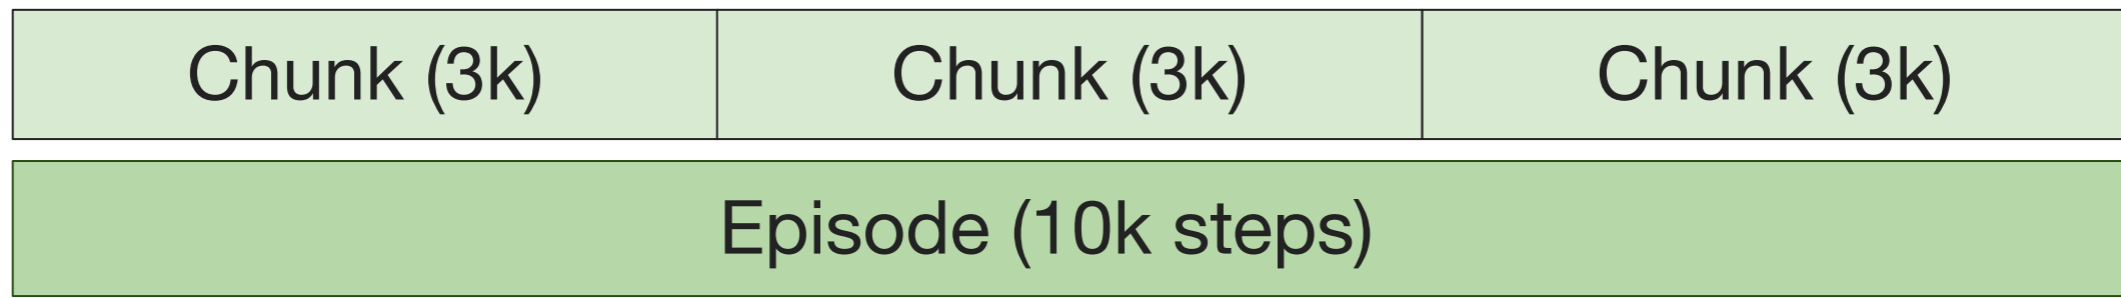 Chunk (3k) Chunk (3k) Chunk (3k)
Episode (10k steps)